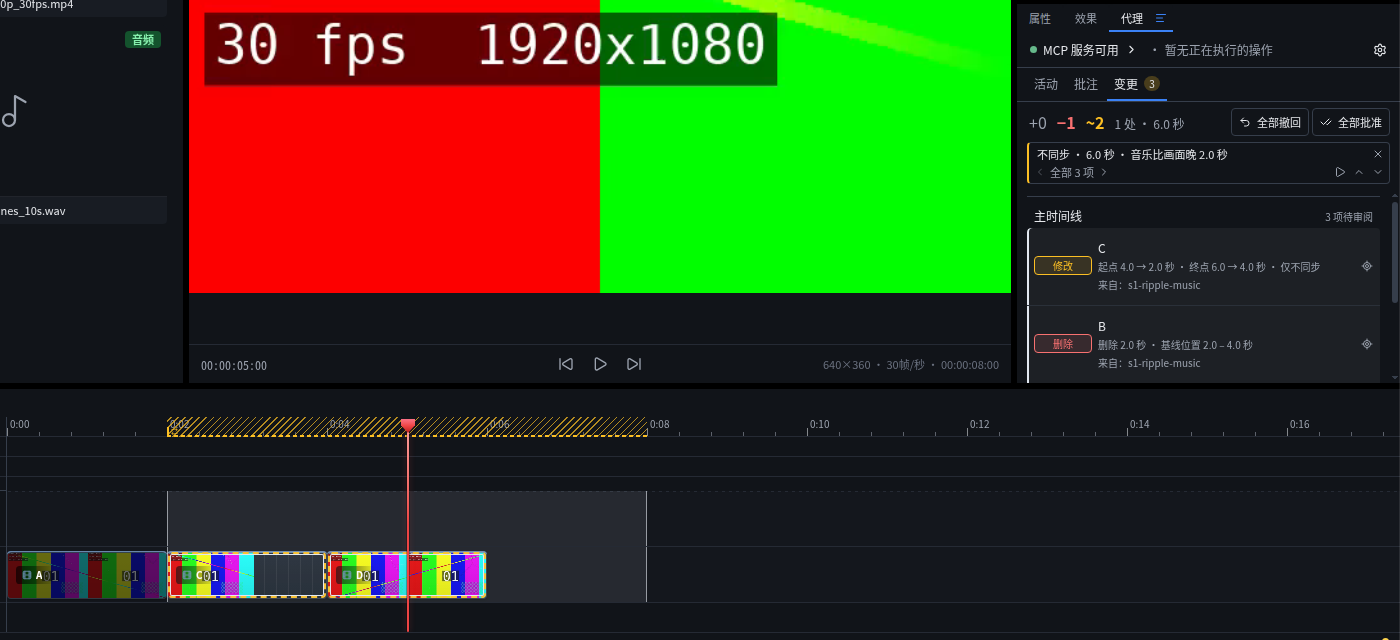 0p_30fps.mp4
音频
nes_10s.wav
30 fps 1920x1080
00:00:05:00
640×360 • 30帧/秒 • 00:00:08:00
属性 效果 代理
MCP 服务可用 • 暂无正在执行的操作
活动 批注 变更 3
+0 −1 ~2 1 处 • 6.0 秒 全部撤回 全部批准
不同步 • 6.0 秒 • 音乐比画面晚 2.0 秒
全部 3 项
主时间线 3 项待审阅
C
修改 起点 4.0→2.0 秒 • 终点 6.0→4.0 秒 • 仅不同步
来自: s1-ripple-music
B
删除 删除 2.0 秒 • 基线位置 2.0 – 4.0 秒
来自: s1-ripple-music
0:00 0:02 0:04 0:06 0:08 0:10 0:12 0:14 0:16
A 01 01 C 01 D 01 01